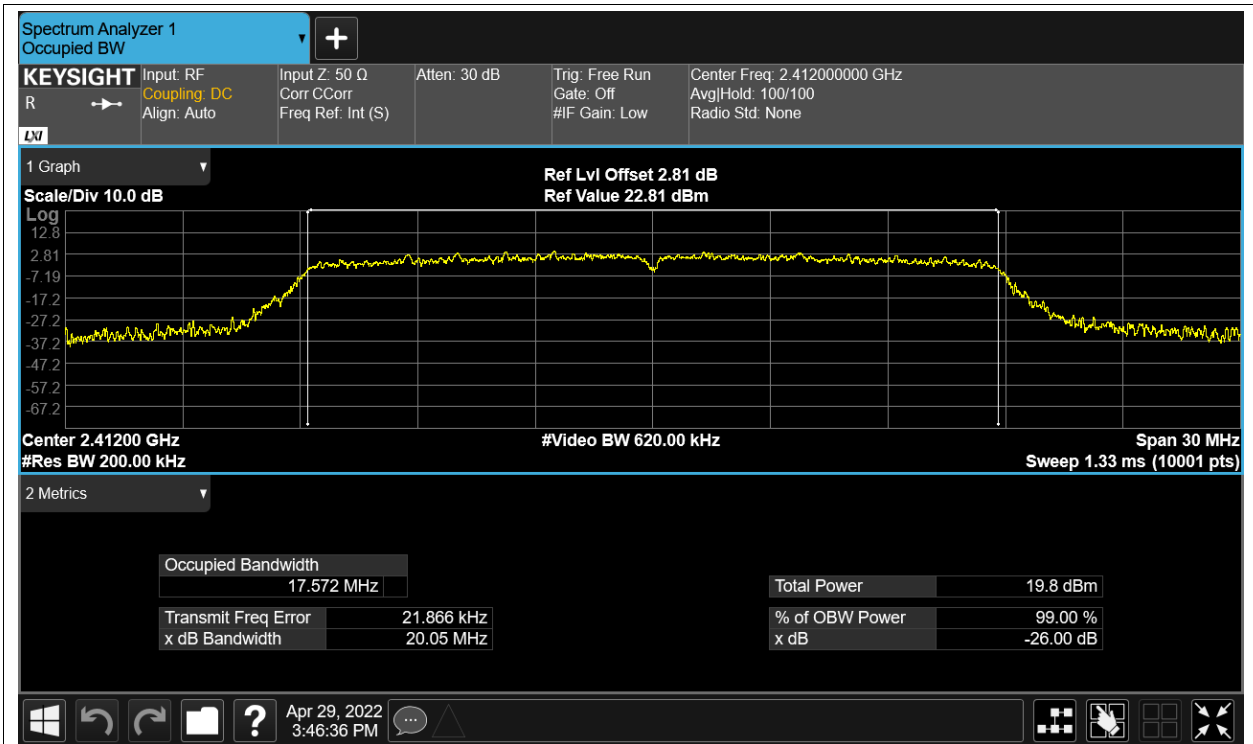 Spectrum Analyzer 1
Occupied BW
KEYSIGHT
R
LXI
Input: RF
Coupling: DC
Align: Auto
Input Z: 50 Ω
Corr CCorr
Freq Ref: Int (S)
Atten: 30 dB
Trig: Free Run
Gate: Off
#IF Gain: Low
Center Freq: 2.412000000 GHz
Avg|Hold: 100/100
Radio Std: None
1 Graph
Scale/Div 10.0 dB
Ref Lvl Offset 2.81 dB
Ref Value 22.81 dBm
Log
12.8
2.81
-7.19
-17.2
-27.2
-37.2
-47.2
-57.2
-67.2
Center 2.41200 GHz
#Video BW 620.00 kHz
Span 30 MHz
#Res BW 200.00 kHz
Sweep 1.33 ms (10001 pts)
2 Metrics
Occupied Bandwidth
17.572 MHz
Total Power 19.8 dBm
Transmit Freq Error 21.866 kHz
% of OBW Power 99.00 %
x dB Bandwidth 20.05 MHz
x dB -26.00 dB
?
Apr 29, 2022
3:46:36 PM